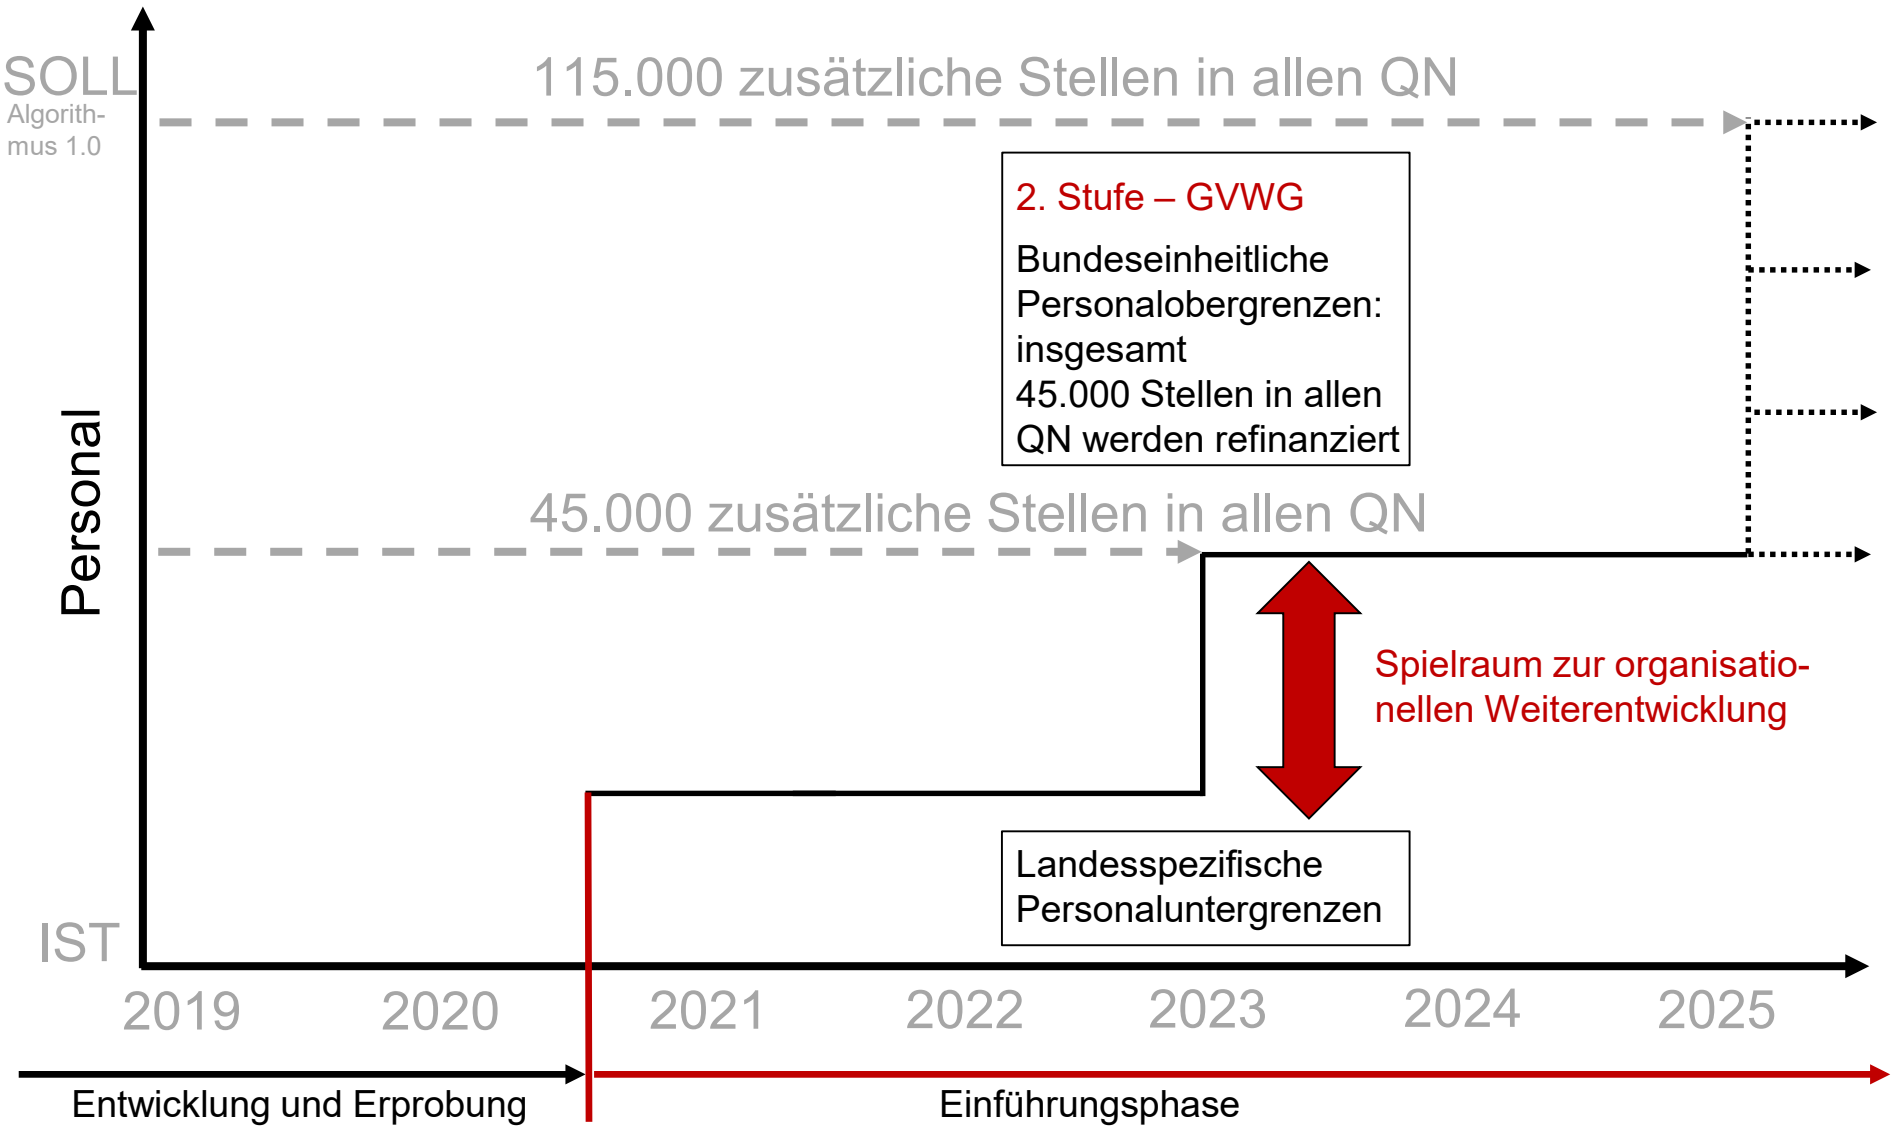 SOLL
Algorith-
mus 1.0
115.000 zusätzliche Stellen in allen QN
2. Stufe – GVWG
Bundeseinheitliche
Personalobergrenzen:
insgesamt
45.000 Stellen in allen
QN werden refinanziert
Personal
45.000 zusätzliche Stellen in allen QN
Spielraum zur organisatio-
nellen Weiterentwicklung
Landesspezifische
Personaluntergrenzen
IST
2019 2020 2021 2022 2023 2024 2025
Entwicklung und Erprobung
Einführungsphase